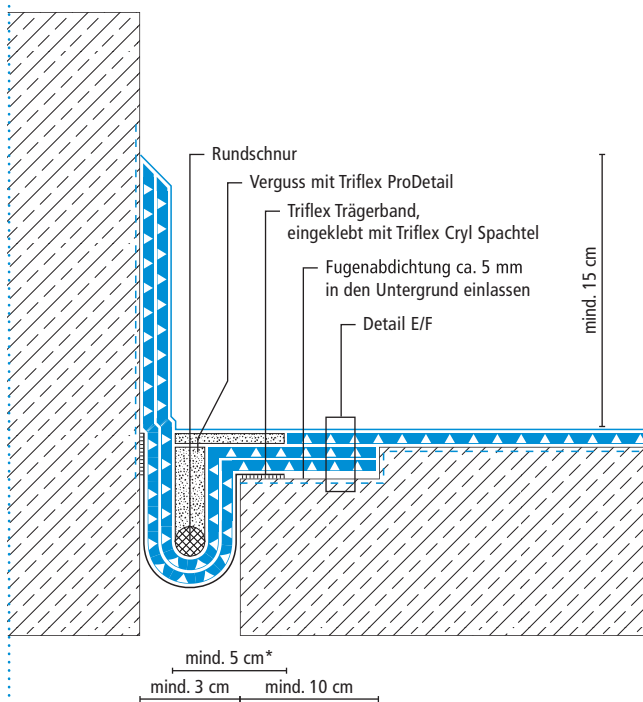 Rundschnur
Verguss mit Triflex ProDetail
Triflex Trägerband,
eingeklebt mit Triflex Cryl Spachtel
Fugenabdichtung ca. 5 mm
in den Untergrund einlassen
Detail E/F
mind. 15 cm
mind. 5 cm*
mind. 3 cm
mind. 10 cm